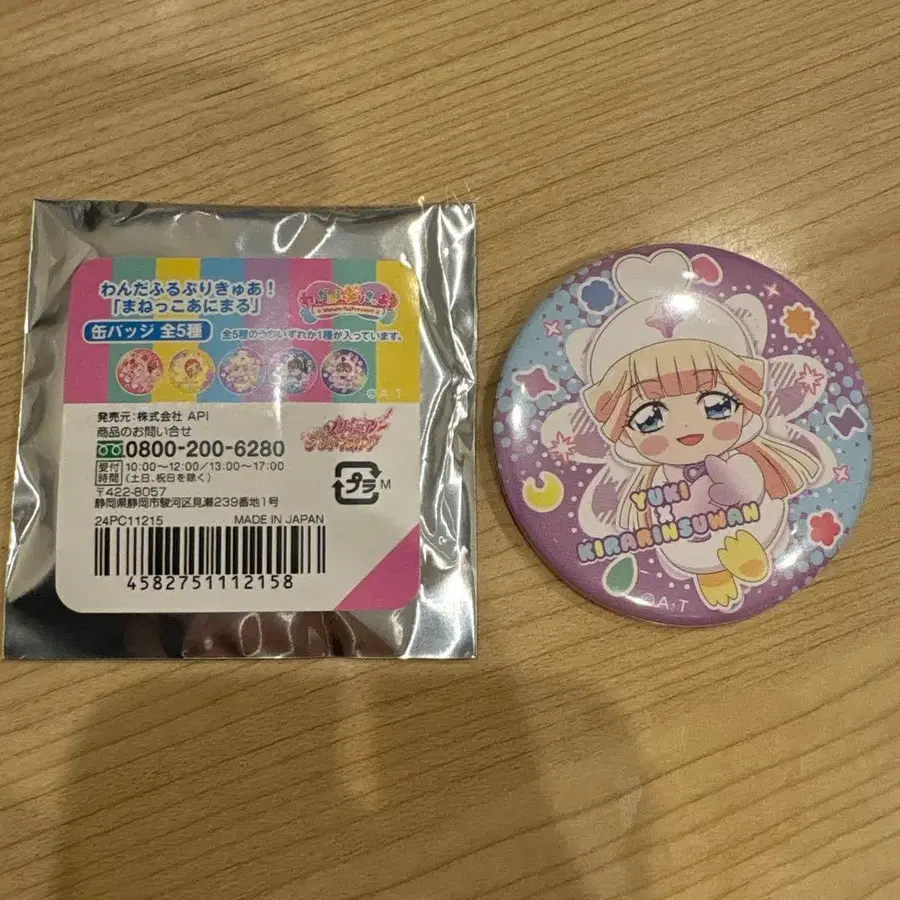 わんだふるぷりきゅあ!
「まねっこあにまる」
缶バッジ 全5種
全5種のうちいずれか1種が入っています。
©A,T
発売元:株式会社 API
商品のお問い合せ
0800-200-6280
受付時間 10:00~12:00/13:00~17:00
(土日、祝日を除く)
〒422-8057
静岡県静岡市駿河区見瀬239番地1号
プラ M
24PC11215 MADE IN JAPAN
4582751112158
YUKI
×
KIRARINSUWAN
©A,T